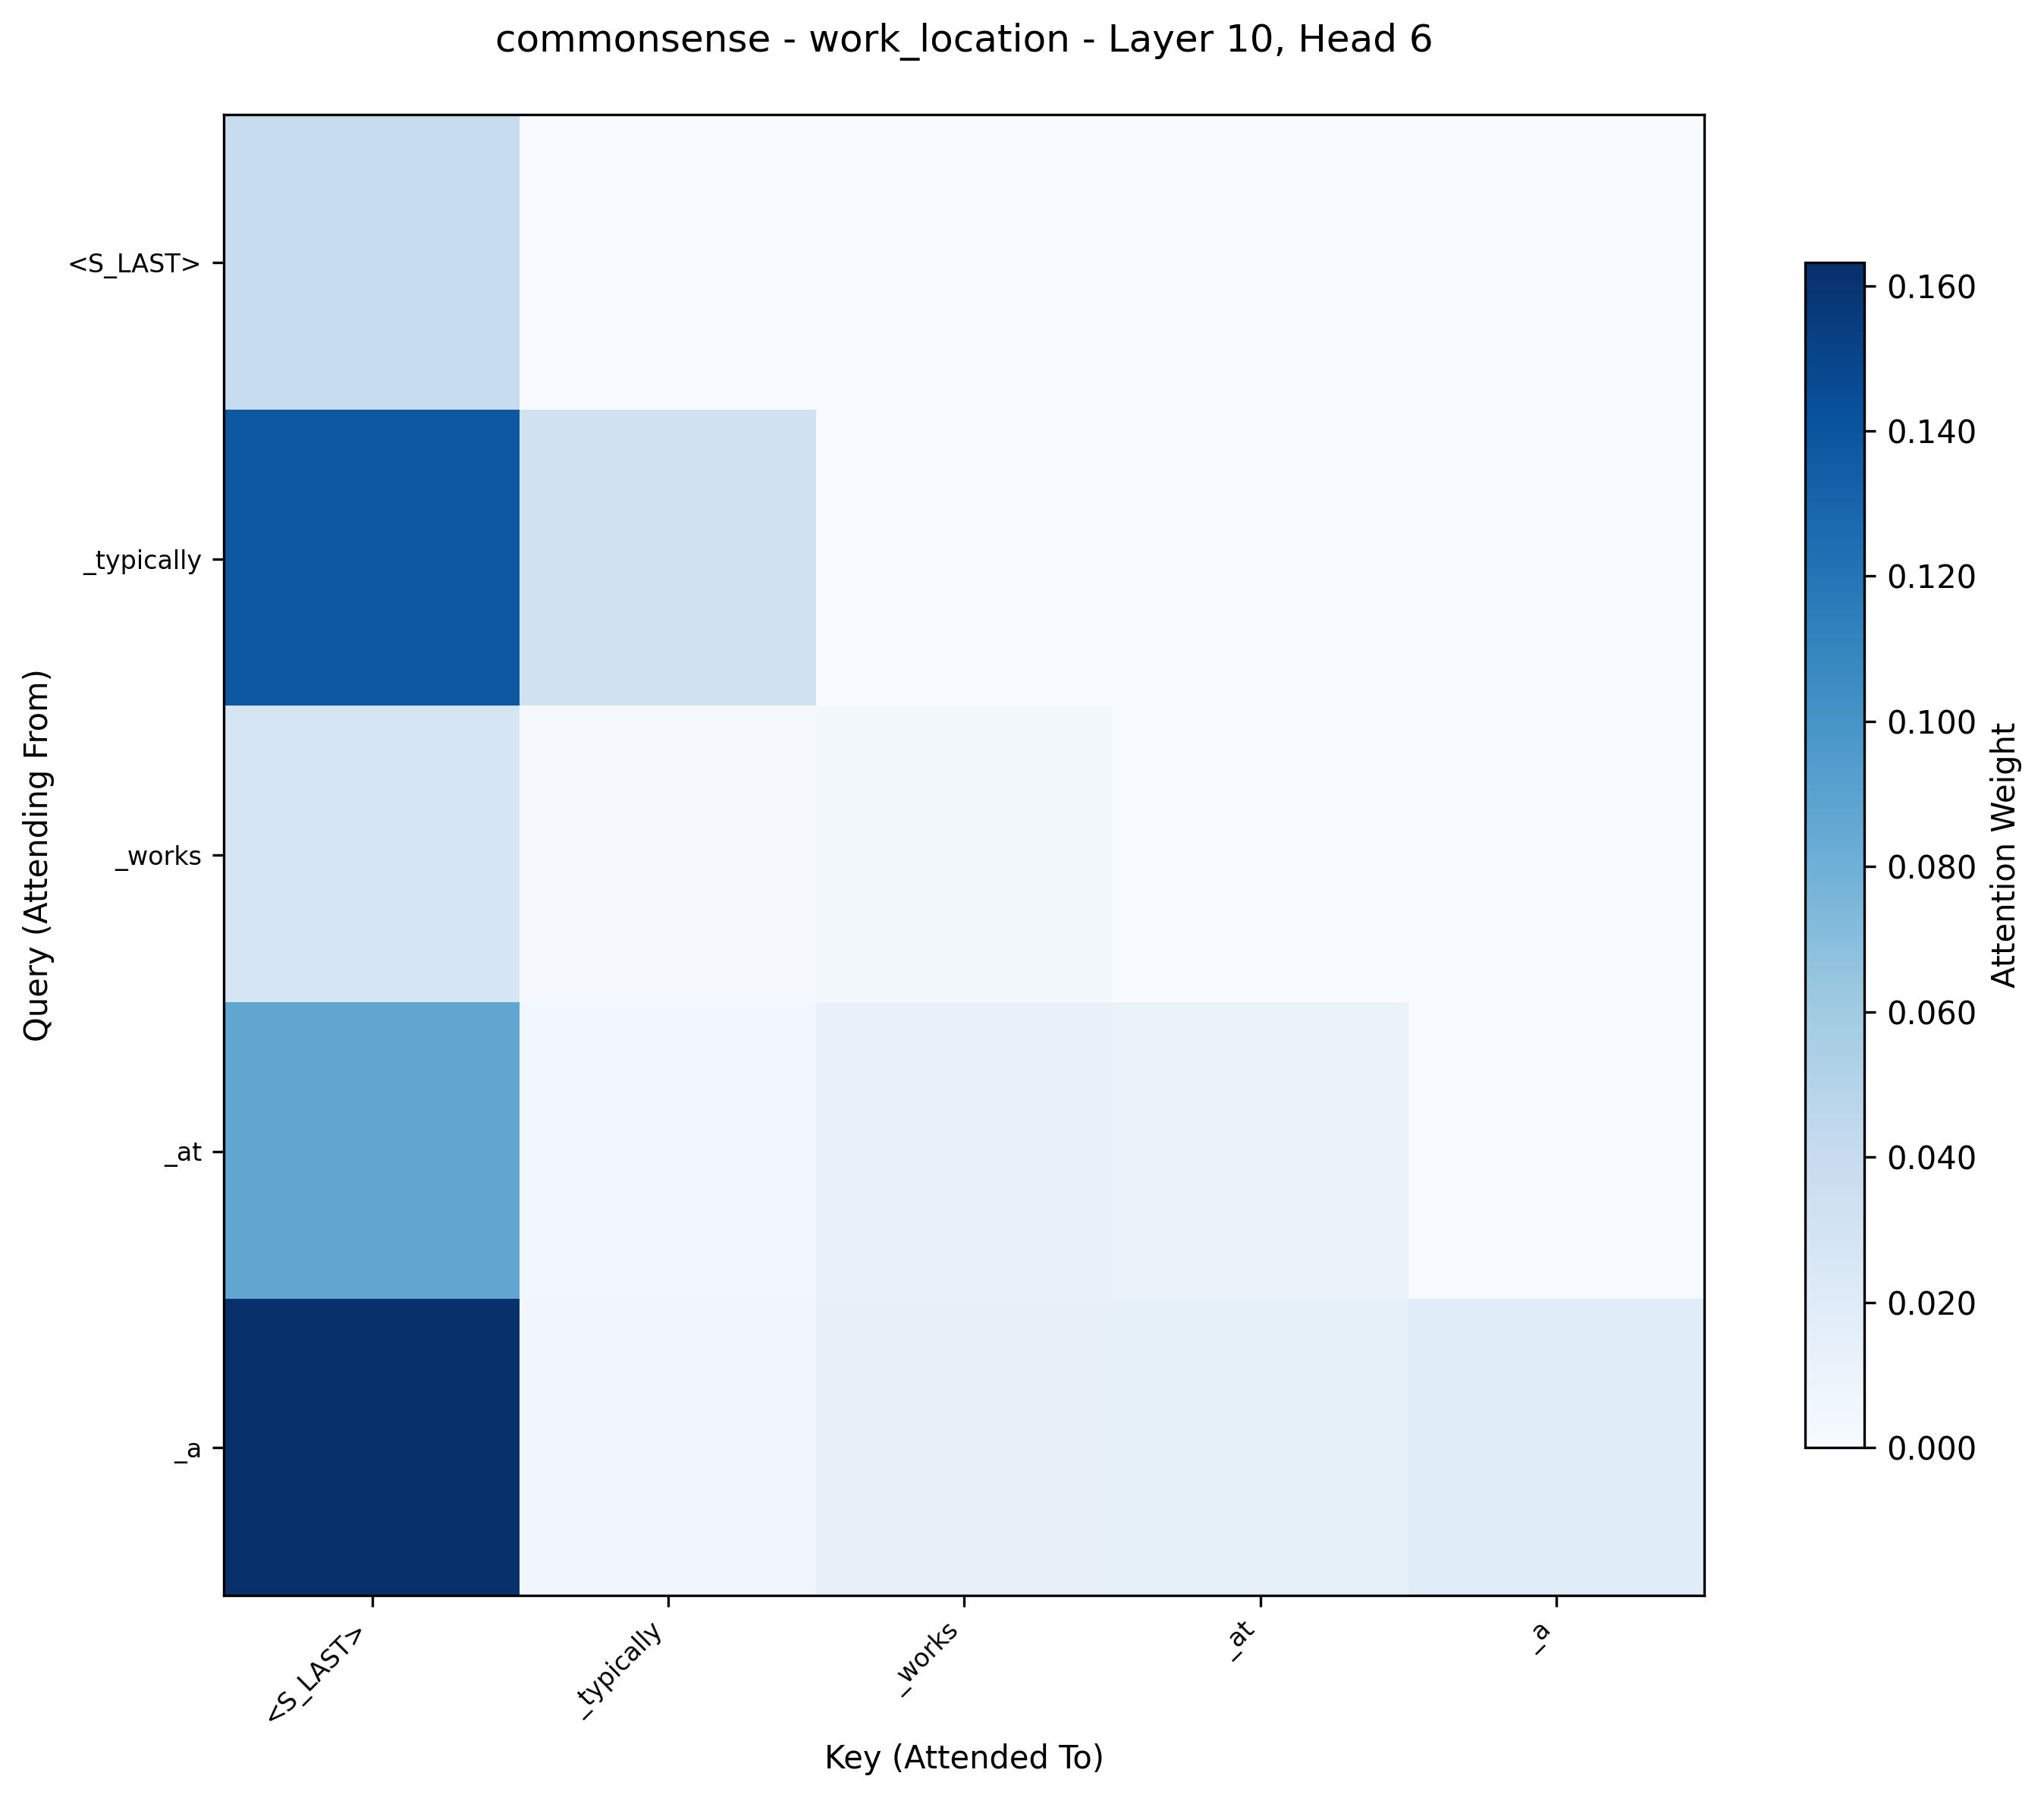 commonsense - work_location - Layer 10, Head 6
Query (Attending From)
<S_LAST>
_typically
_works
_at
_a
<S_LAST>
_typically
_works
_at
_a
Key (Attended To)
0.160
0.140
0.120
0.100
0.080
0.060
0.040
0.020
0.000
Attention Weight